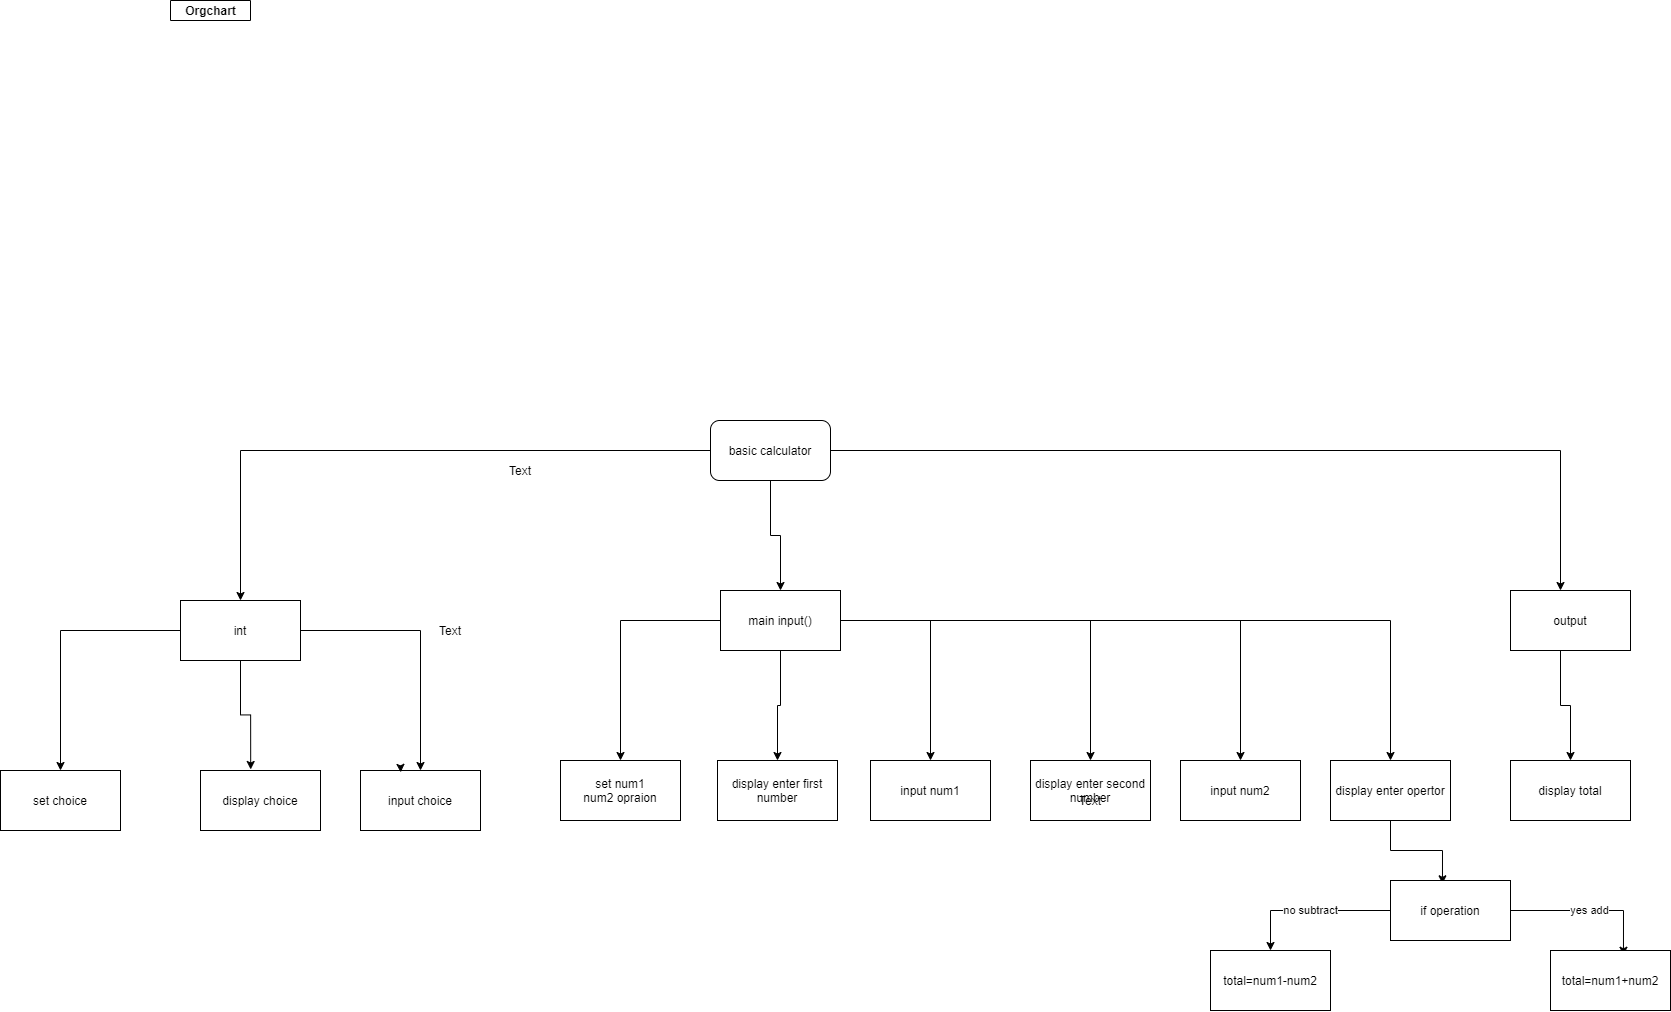 Orgchart
basic calculator
Text
int
Text
main input()
output
set choice
display choice
input choice
set num1
num2 opraion
display enter first
number
input num1
display enter second
number
Text
input num2
display enter opertor
display total
no subtract
if operation
yes add
total=num1-num2
total=num1+num2